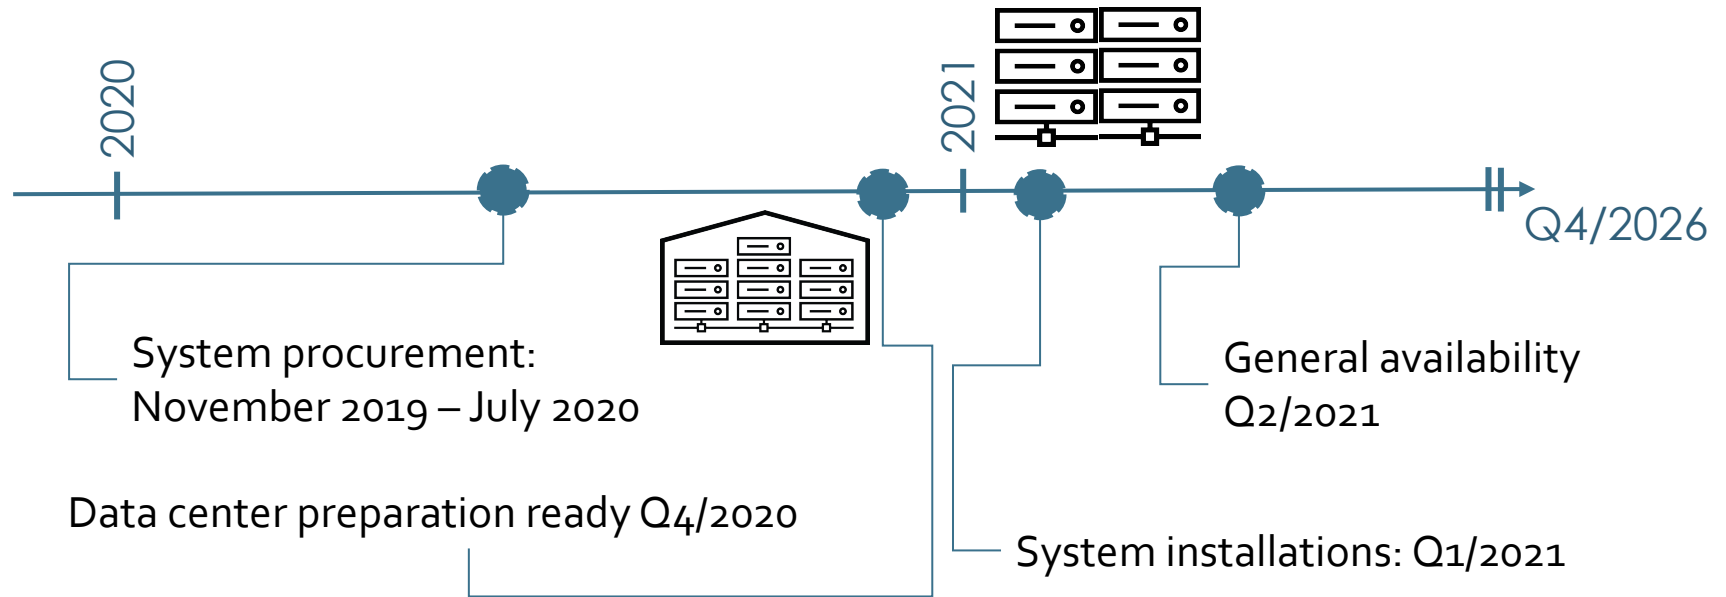 2020
2021
Q4/2026
System procurement:
November 2019 – July 2020
General availability
Q2/2021
Data center preparation ready Q4/2020
System installations: Q1/2021